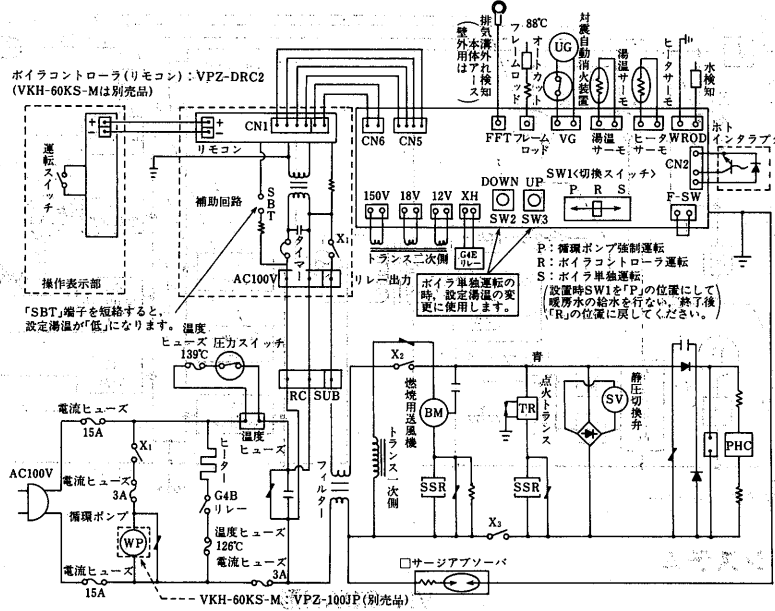 ボイラコントローラ(リモコン):VPZ-DRC2
(VKH-60KS-Mは別売品)
運転スイッチ
操作表示部
CN1
リモコン
補助回路
SBT
タイマー
X1
AC100V
リレー出力
「SBT」端子を短絡すると、
設定湯温が「低」になります。
排気溝外れ検知
(本体アース)
壁外用は
フレームロッド
88℃
オートカット
UG
対震自動消火装置
湯温サーモ
ヒータサーモ
水検知
CN6
CN5
FFT
フレームロッド
VG
湯温サーモ
ヒータサーモ
WROD
ホトインタラプタ
CN2
SW1<切換スイッチ>
P R S
DOWN
UP
SW2
SW3
F-SW
150V
18V
12V
XH
トランス二次側
G4Eリレー
ボイラ単独運転の
時、設定湯温の変
更に使用します。
P:循環ポンプ強制運転
R:ボイラコントローラ運転
S:ボイラ単独運転
(設置時SW1を「P」の位置にして
暖房水の給水を行ない、終了後
「R」の位置に戻してください。)
温度
ヒューズ
139℃
圧力スイッチ
RC SUB
電流ヒューズ
15A
温度
ヒューズ
AC100V
X1
ヒーター
G4B
リレー
電流ヒューズ
3A
循環ポンプ
WP
温度ヒューズ
126℃
電流ヒューズ
3A
電流ヒューズ
15A
VKH-60KS-M:VPZ-100JP(別売品)
フィルタ
トランス一次側
X2
燃焼用送風機
BM
SSR
青
TR
点火トランス
SSR
X3
静圧切換弁
SV
PHC
□サージアブソーバ